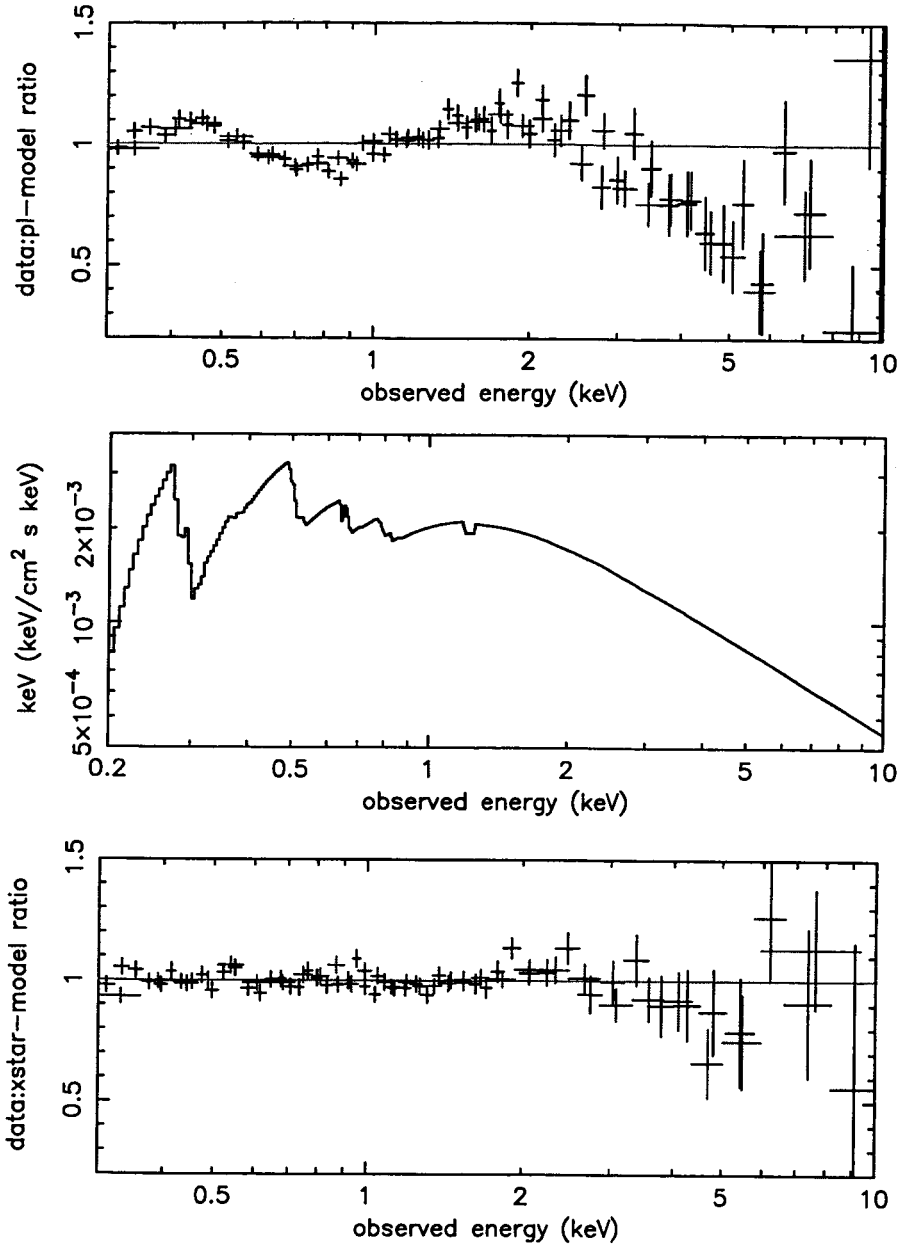 data:pl−model ratio
1.5
1
0.5
0.5 1 2 5 10
observed energy (keV)
keV (keV/cm² s keV)
2×10⁻³
10⁻³
5×10⁻⁴
0.2 0.5 1 2 5 10
observed energy (keV)
data:xstar−model ratio
1.5
1
0.5
0.5 1 2 5 10
observed energy (keV)